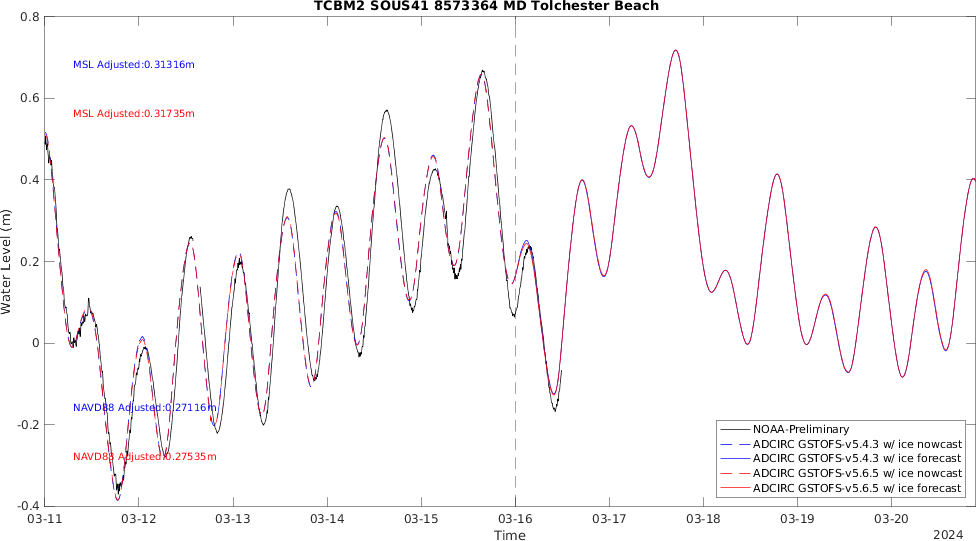 TCBM2 SOUS41 8573364 MD Tolchester Beach
0.8
MSL Adjusted:0.31316m
0.6
MSL Adjusted:0.31735m
0.4
Water Level (m)
0.2
0
NAVD88 Adjusted:0.27116m
-0.2
NAVD88 Adjusted:0.27535m
-0.4
NOAA-Preliminary
ADCIRC GSTOFS-v5.4.3 w/ ice nowcast
ADCIRC GSTOFS-v5.4.3 w/ ice forecast
ADCIRC GSTOFS-v5.6.5 w/ ice nowcast
ADCIRC GSTOFS-v5.6.5 w/ ice forecast
03-11 03-12 03-13 03-14 03-15 03-16 03-17 03-18 03-19 03-20
Time
2024